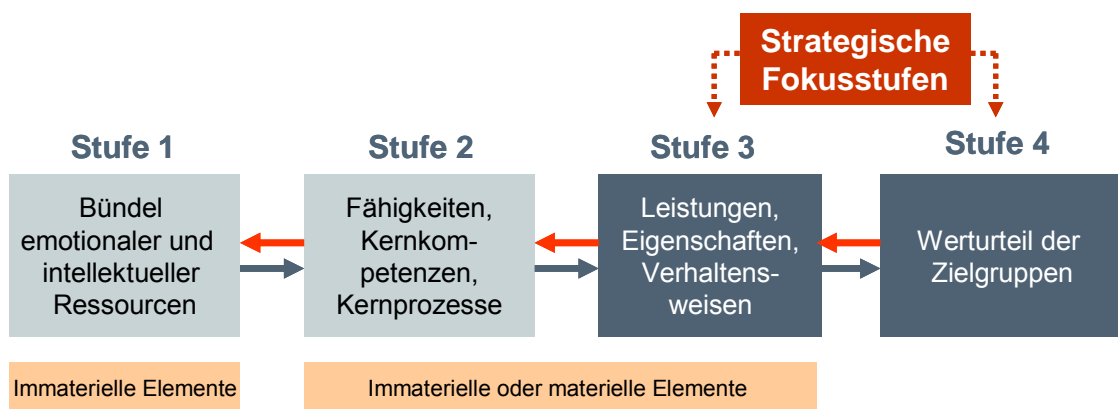 Strategische
Fokusstufen
Stufe 1
Stufe 2
Stufe 3
Stufe 4
Bündel
emotionaler und
intellektueller
Ressourcen
Fähigkeiten,
Kernkom-
petenzen,
Kernprozesse
Leistungen,
Eigenschaften,
Verhaltens-
weisen
Werturteil der
Zielgruppen
Immaterielle Elemente
Immaterielle oder materielle Elemente